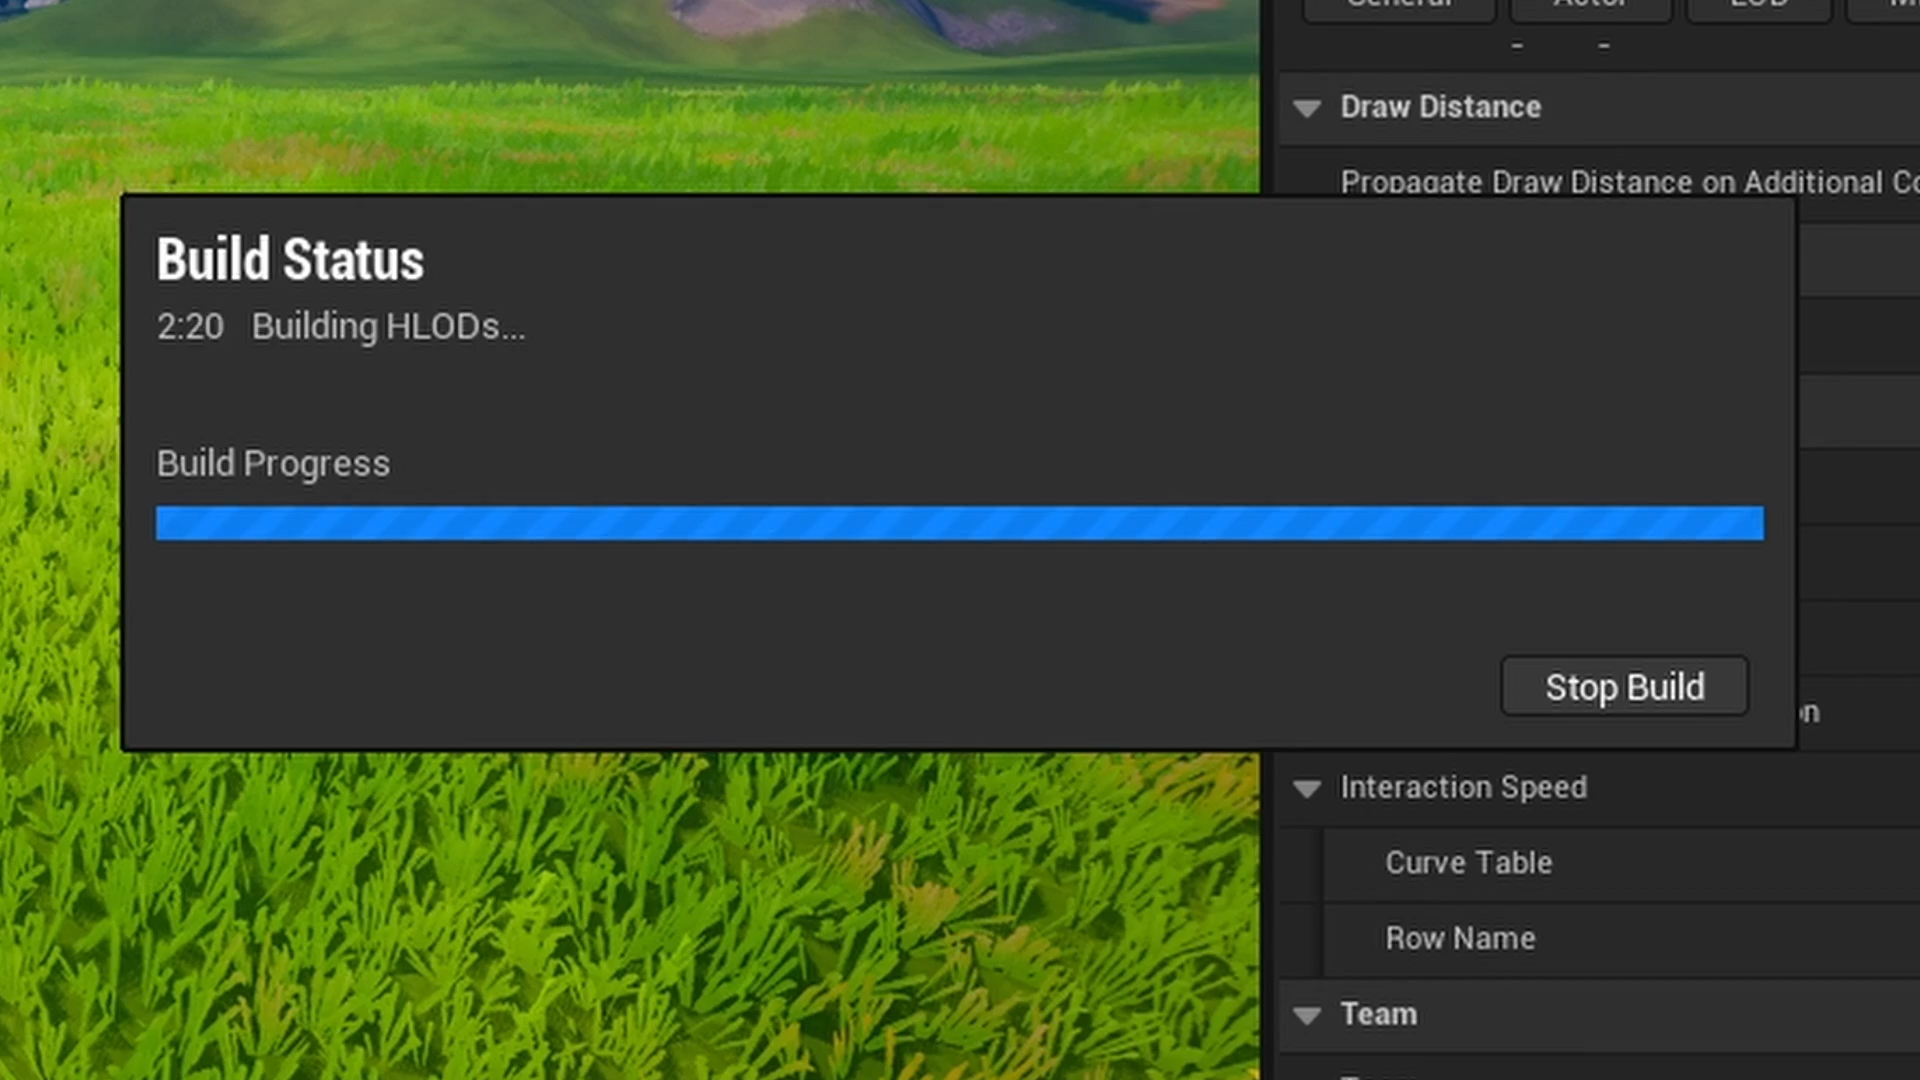 Draw Distance
Propagate Draw Distance on Additional
Build Status
2:20 Building HLODs...
Build Progress
Stop Build
Interaction Speed
Curve Table
Row Name
Team